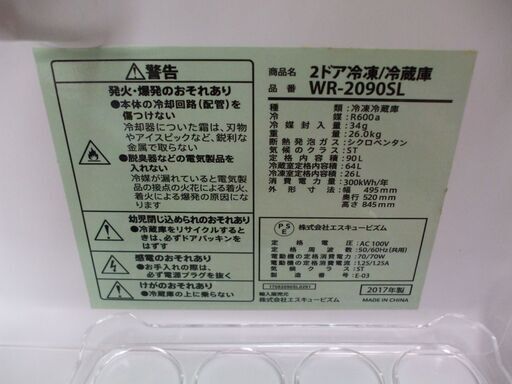 警告
発火・爆発のおそれあり
●本体の冷却回路（配管）を
傷つけない
冷却器についた霜は、刃物
やアイスピックなど、鋭利な
金属で取らない
●脱臭器などの電気製品を
入れない
冷媒が漏れていると電気製
品の接点の火花による着火、
着火により爆発の原因に
なります
幼児閉じ込められのおそれあり
●冷蔵庫をリサイクルすると
きは、必ずドアパッキンを
はずす
感電のおそれあり
●お手入れの際は、
必ず電源プラグを抜く
けがのおそれあり
●冷蔵庫の上に乗らない
商品名 2ドア冷凍/冷蔵庫
品番 WR-2090SL
種類:冷凍冷蔵庫
冷媒:R600a
冷媒封入量:34g
重量:26.0kg
断熱発泡ガス:シクロペンタン
気候のクラス:ST
定格内容積:90L
冷蔵室定格内容積:64L
冷凍室定格内容積:26L
消費電力量:300kWh/年
外形寸法:幅 495mm
奥行 520mm
高さ 845mm
PSE 株式会社エスキュービズム
定格電圧:AC 100V
定格周波数:50/60Hz(共用)
電動機の定格消費電力:70/70W
電動機の定格消費電流:1.25/1.25A
気候クラス:ST
製造番号:E-03
輸入販売元
株式会社エスキュービズム
2017年製
MADE IN CHINA